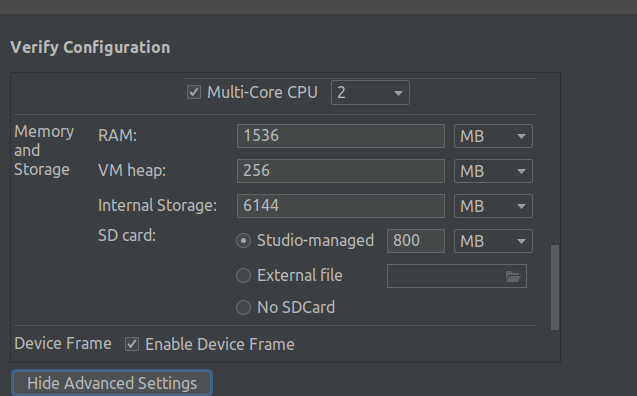 Verify Configuration
Multi-Core CPU 2
Memory and Storage
RAM: 1536 MB
VM heap: 256 MB
Internal Storage: 6144 MB
SD card: Studio-managed 800 MB
External file
No SDCard
Device Frame Enable Device Frame
Hide Advanced Settings